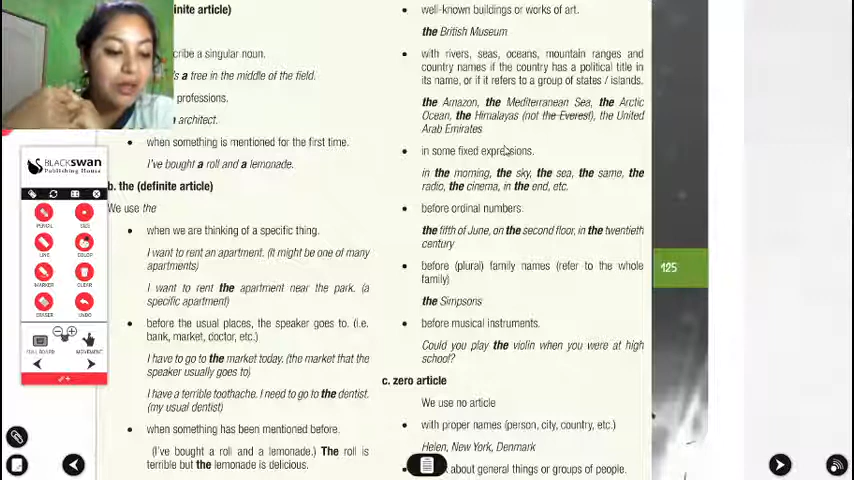 nite article)
cribe a singular noun.
's a tree in the middle of the field.
professions.
architect.
when something is mentioned for the first time.
I've bought a roll and a lemonade.
b. the (definite article)
We use the
when we are thinking of a specific thing.
I want to rent an apartment. (it might be one of many
apartments)
I want to rent the apartment near the park. (a
specific apartment)
before the usual places, the speaker goes to. (i.e.
bank, market, doctor, etc.)
I have to go to the market today. (the market that the
speaker usually goes to)
I have a terrible toothache. I need to go to the dentist.
(my usual dentist)
when something has been mentioned before.
(I've bought a roll and a lemonade.) The roll is
terrible but the lemonade is delicious.
well-known buildings or works of art.
the British Museum
with rivers, seas, oceans, mountain ranges and
country names if the country has a political title in
its name, or if it refers to a group of states / islands.
the Amazon, the Mediterranean Sea, the Arctic
Ocean, the Himalayas (not the Everest), the United
Arab Emirates
in some fixed expressions.
in the morning, the sky, the sea, the same, the
radio, the cinema, in the end, etc.
before ordinal numbers.
the fifth of June, on the second floor, in the twentieth
century
before (plural) family names (refer to the whole
family)
the Simpsons
before musical instruments.
Could you play the violin when you were at high
school?
c. zero article
We use no article
with proper names (person, city, country, etc.)
Helen, New York, Denmark
about general things or groups of people.
125
BLACKSWAN
Publishing House
PENCIL
LINE
MARKER
CLEAR
ERASER
UNDO
FULL BOARD
MOVEMENT